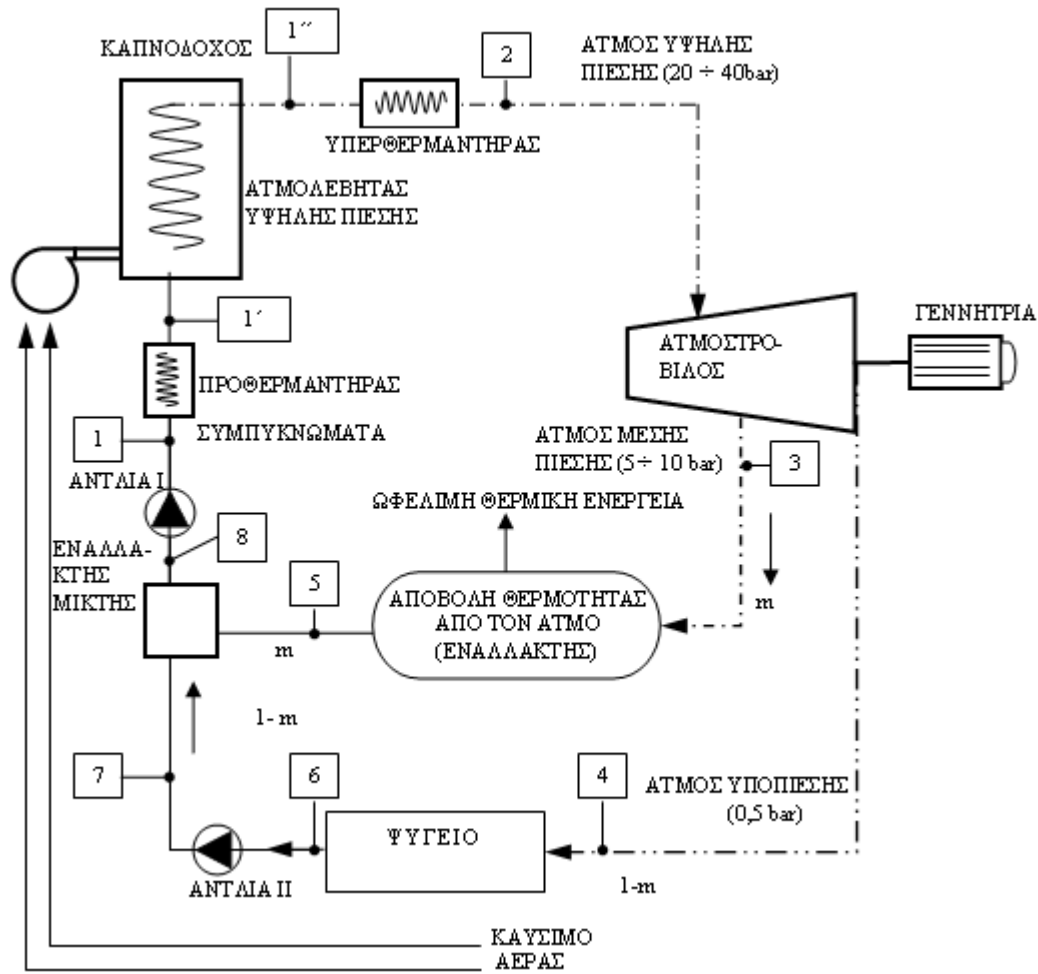 1´´
ΚΑΠΝΟΔΟΧΟΣ
2
ΑΤΜΟΣ ΥΨΗΛΗΣ
ΠΙΕΣΗΣ (20 ÷ 40bar)
ΥΠΕΡΘΕΡΜΑΝΤΗΡΑΣ
ΑΤΜΟΛΕΒΗΤΑΣ
ΥΨΗΛΗΣ ΠΙΕΣΗΣ
1´
ΓΕΝΝΗΤΡΙΑ
ΑΤΜΟΣΤΡΟ-
ΒΙΛΟΣ
ΠΡΟΘΕΡΜΑΝΤΗΡΑΣ
1
ΣΥΜΠΥΚΝΩΜΑΤΑ
ΑΤΜΟΣ ΜΕΣΗΣ
ΠΙΕΣΗΣ (5÷ 10 bar)
3
ΑΝΤΛΙΑ Ι
ΩΦΕΛΙΜΗ ΘΕΡΜΙΚΗ ΕΝΕΡΓΕΙΑ
8
ΕΝΑΛΛΑ-
ΚΤΗΣ
ΜΙΚΤΗΣ
5
ΑΠΟΒΟΛΗ ΘΕΡΜΟΤΗΤΑΣ
ΑΠΟ ΤΟΝ ΑΤΜΟ
(ΕΝΑΛΛΑΚΤΗΣ)
m
m
1- m
7
6
4
ΑΤΜΟΣ ΥΠΟΠΙΕΣΗΣ
(0,5 bar)
ΨΥΓΕΙΟ
ΑΝΤΛΙΑ ΙΙ
1-m
ΚΑΥΣΙΜΟ
ΑΕΡΑΣ